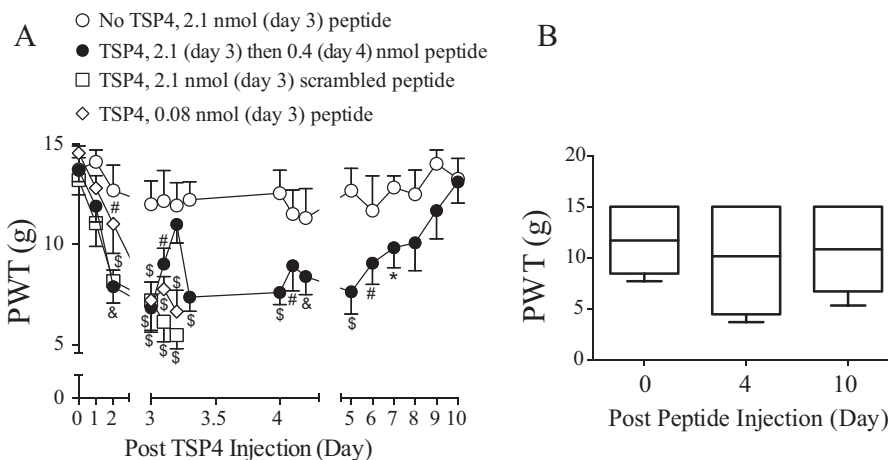 A
○ No TSP4, 2.1 nmol (day 3) peptide
● TSP4, 2.1 (day 3) then 0.4 (day 4) nmol peptide
□ TSP4, 2.1 nmol (day 3) scrambled peptide
◇ TSP4, 0.08 nmol (day 3) peptide
PWT (g)
15
10
5
0
# $ &
$ $ # $ $ $ $ $
$ # &
$ # *
0 1 2 3 3.5 4 5 6 7 8 9 10
Post TSP4 Injection (Day)
B
PWT (g)
20
15
10
5
0
0 4 10
Post Peptide Injection (Day)